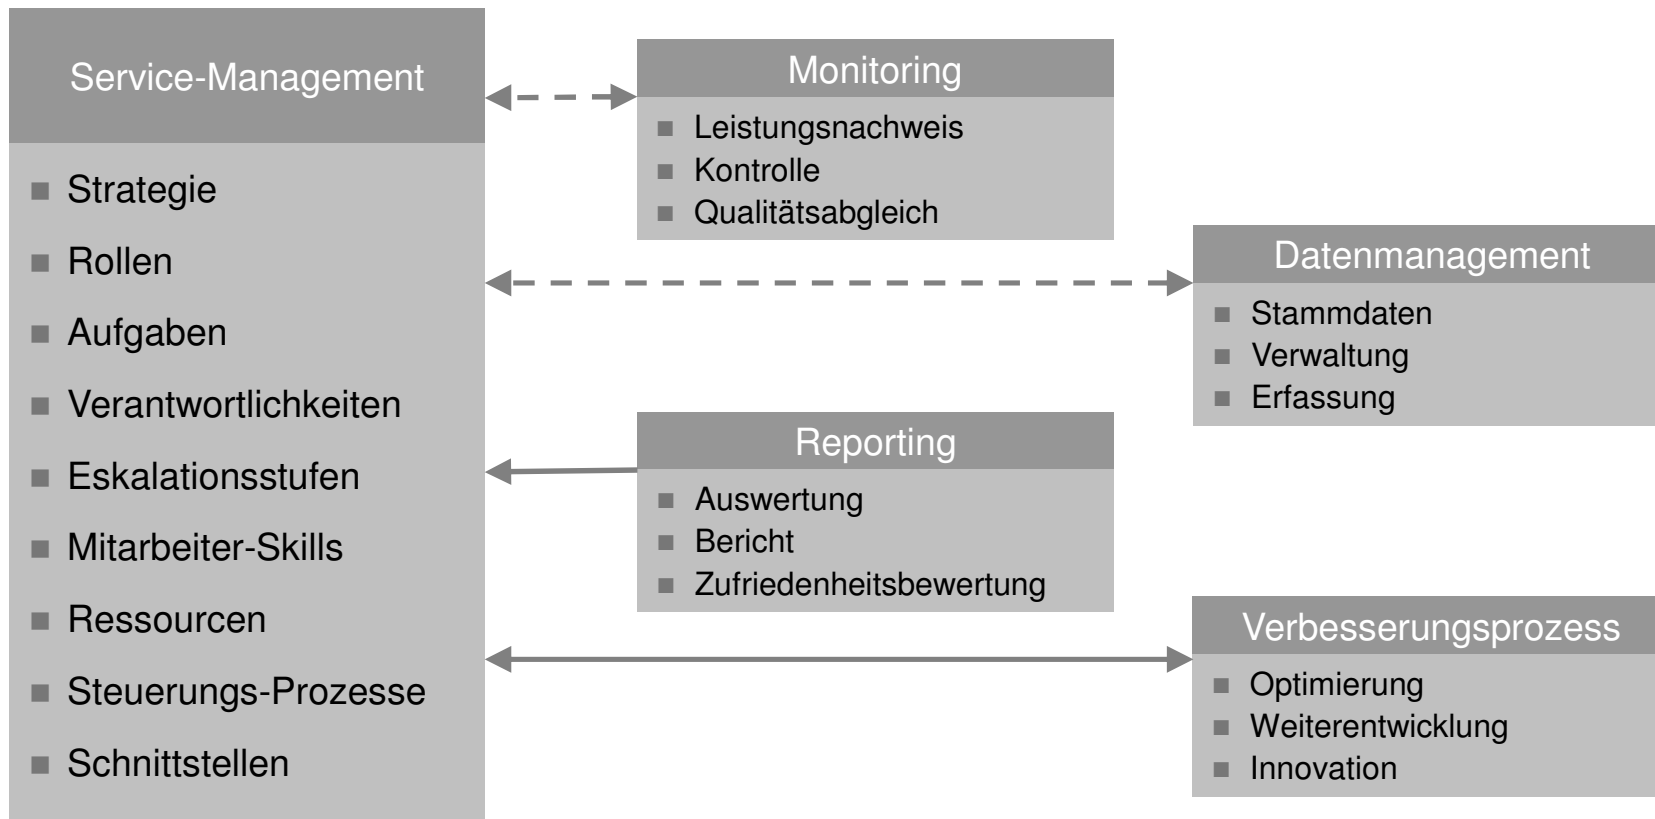 Service-Management
Strategie
Rollen
Aufgaben
Verantwortlichkeiten
Eskalationsstufen
Mitarbeiter-Skills
Ressourcen
Steuerungs-Prozesse
Schnittstellen
Monitoring
Leistungsnachweis
Kontrolle
Qualitätsabgleich
Datenmanagement
Stammdaten
Verwaltung
Erfassung
Reporting
Auswertung
Bericht
Zufriedenheitsbewertung
Verbesserungsprozess
Optimierung
Weiterentwicklung
Innovation